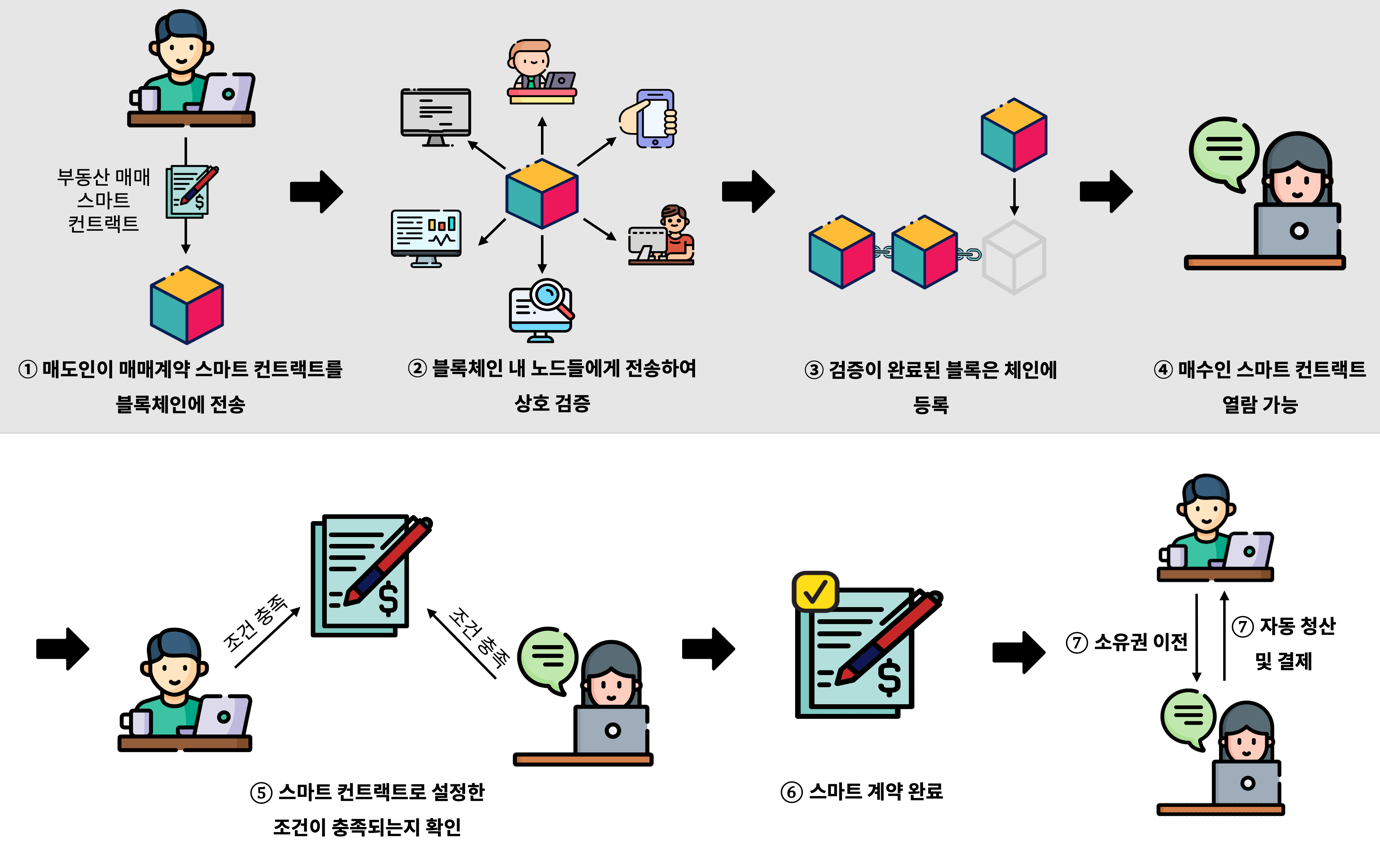 부동산 매매
스마트
컨트랙트
① 매도인이 매매계약 스마트 컨트랙트를
블록체인에 전송
② 블록체인 내 노드들에게 전송하여
상호 검증
③ 검증이 완료된 블록은 체인에
등록
④ 매수인 스마트 컨트랙트
열람 가능
조건 충족
조건 충족
⑤ 스마트 컨트랙트로 설정한
조건이 충족되는지 확인
⑥ 스마트 계약 완료
⑦ 소유권 이전
⑦ 자동 청산
및 결제